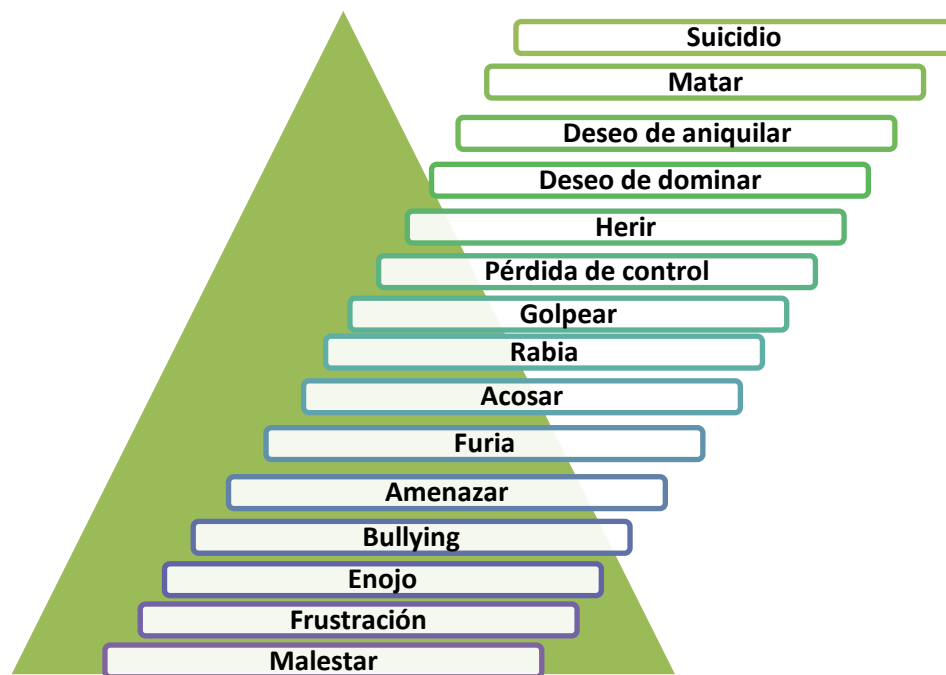 Suicidio
Matar
Deseo de aniquilar
Deseo de dominar
Herir
Pérdida de control
Golpear
Rabia
Acosar
Furia
Amenazar
Bullying
Enojo
Frustración
Malestar